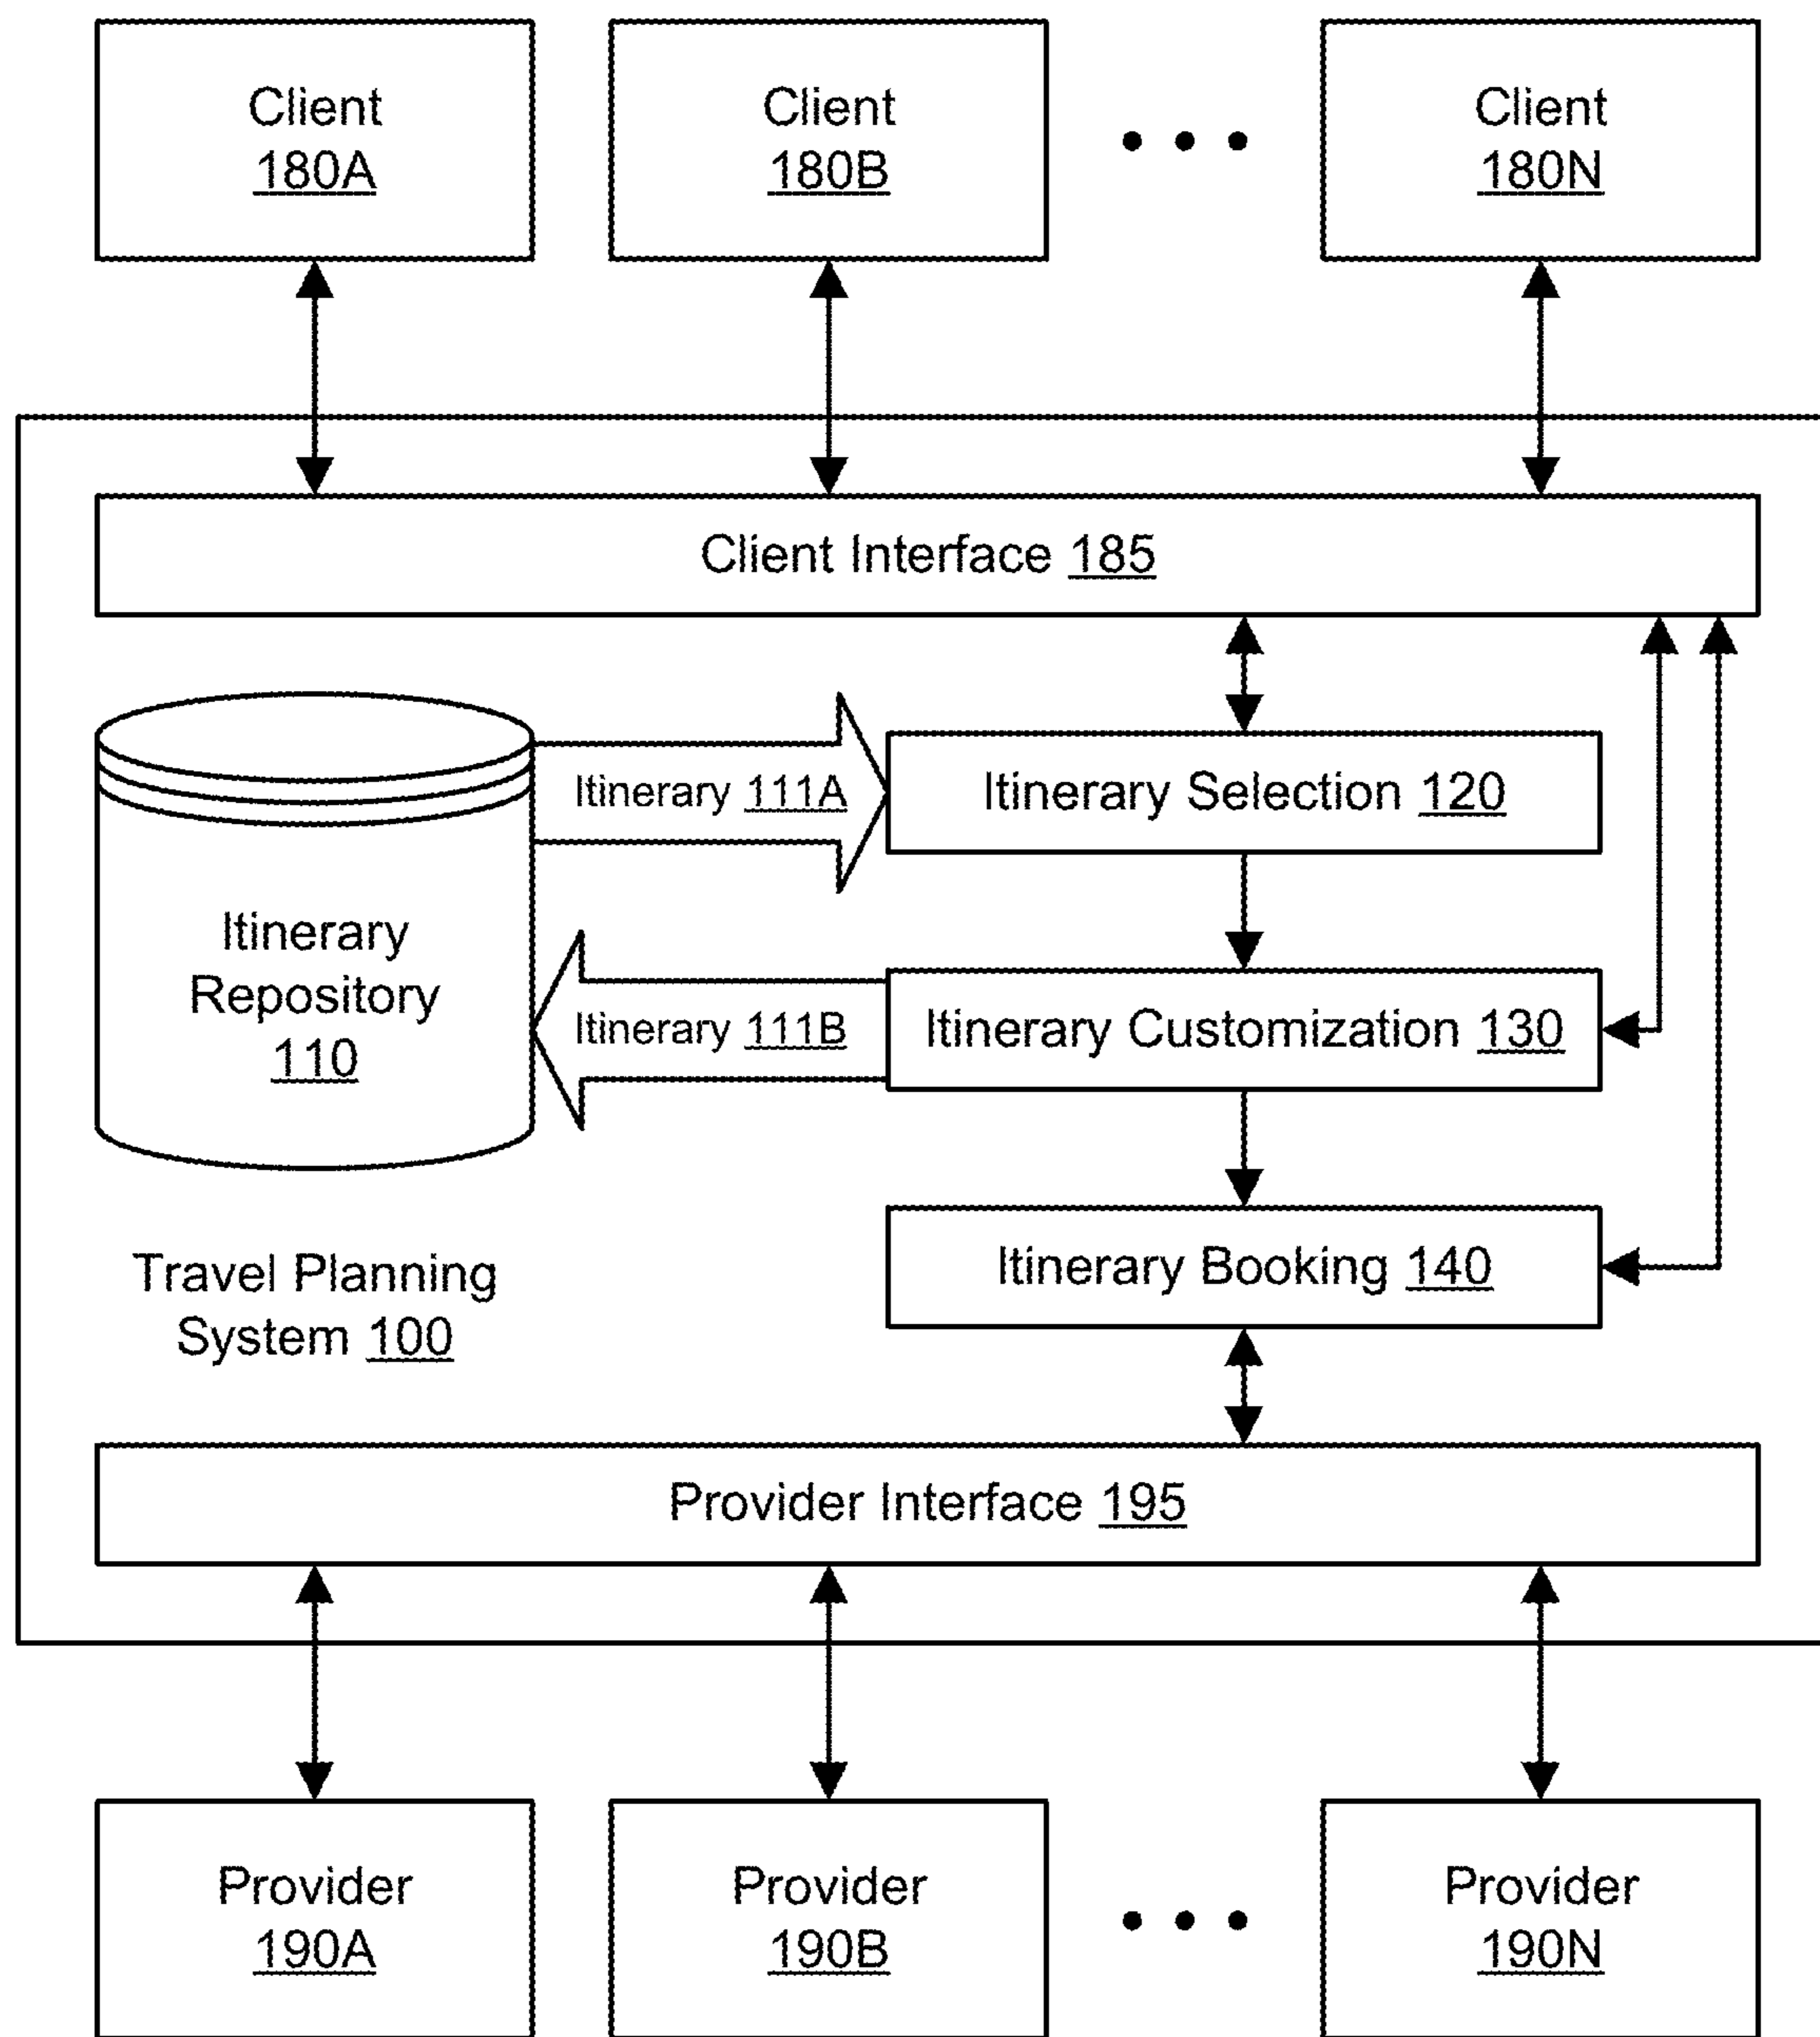 Client
180A
Client
180B
Client
180N
Client Interface 185
Itinerary 111A
Itinerary Selection 120
Itinerary
Repository
110
Itinerary 111B
Itinerary Customization 130
Itinerary Booking 140
Travel Planning
System 100
Provider Interface 195
Provider
190A
Provider
190B
Provider
190N